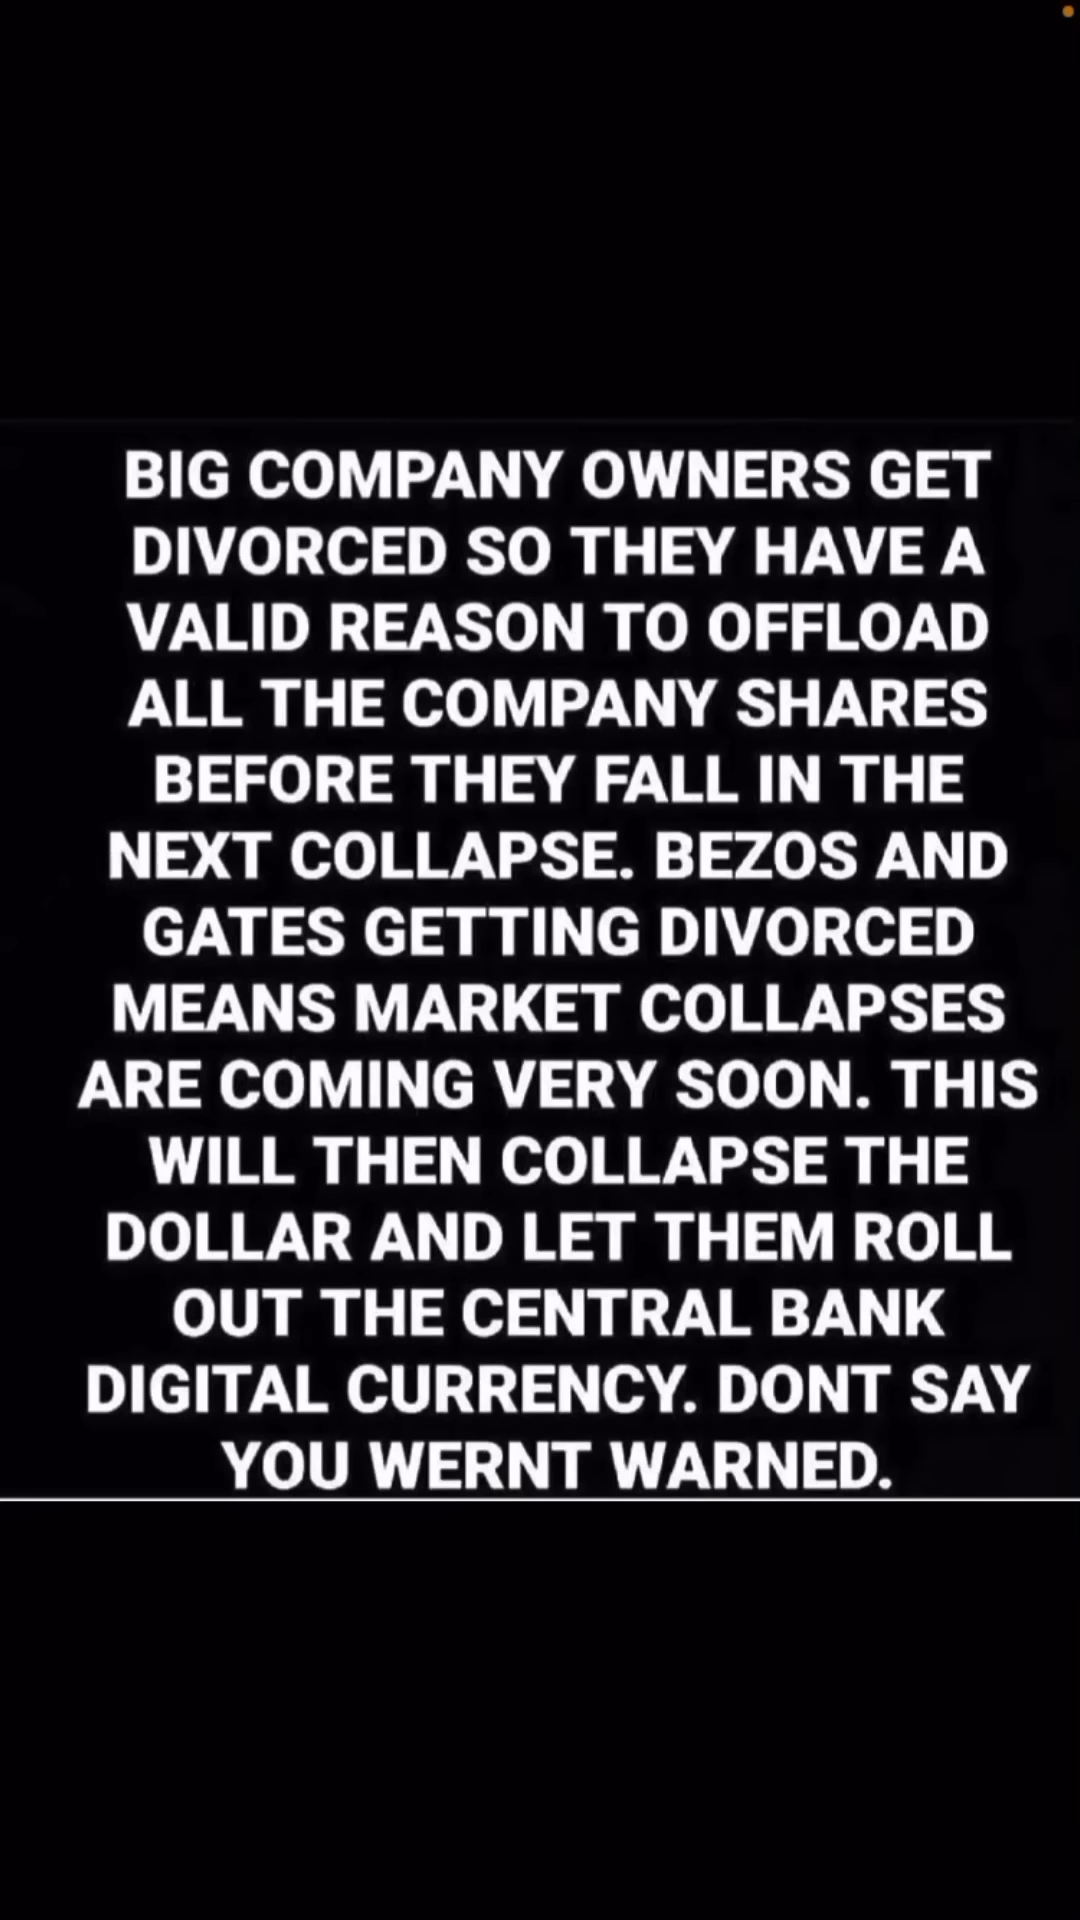 BIG COMPANY OWNERS GET
DIVORCED SO THEY HAVE A
VALID REASON TO OFFLOAD
ALL THE COMPANY SHARES
BEFORE THEY FALL IN THE
NEXT COLLAPSE. BEZOS AND
GATES GETTING DIVORCED
MEANS MARKET COLLAPSES
ARE COMING VERY SOON. THIS
WILL THEN COLLAPSE THE
DOLLAR AND LET THEM ROLL
OUT THE CENTRAL BANK
DIGITAL CURRENCY. DONT SAY
YOU WERNT WARNED.